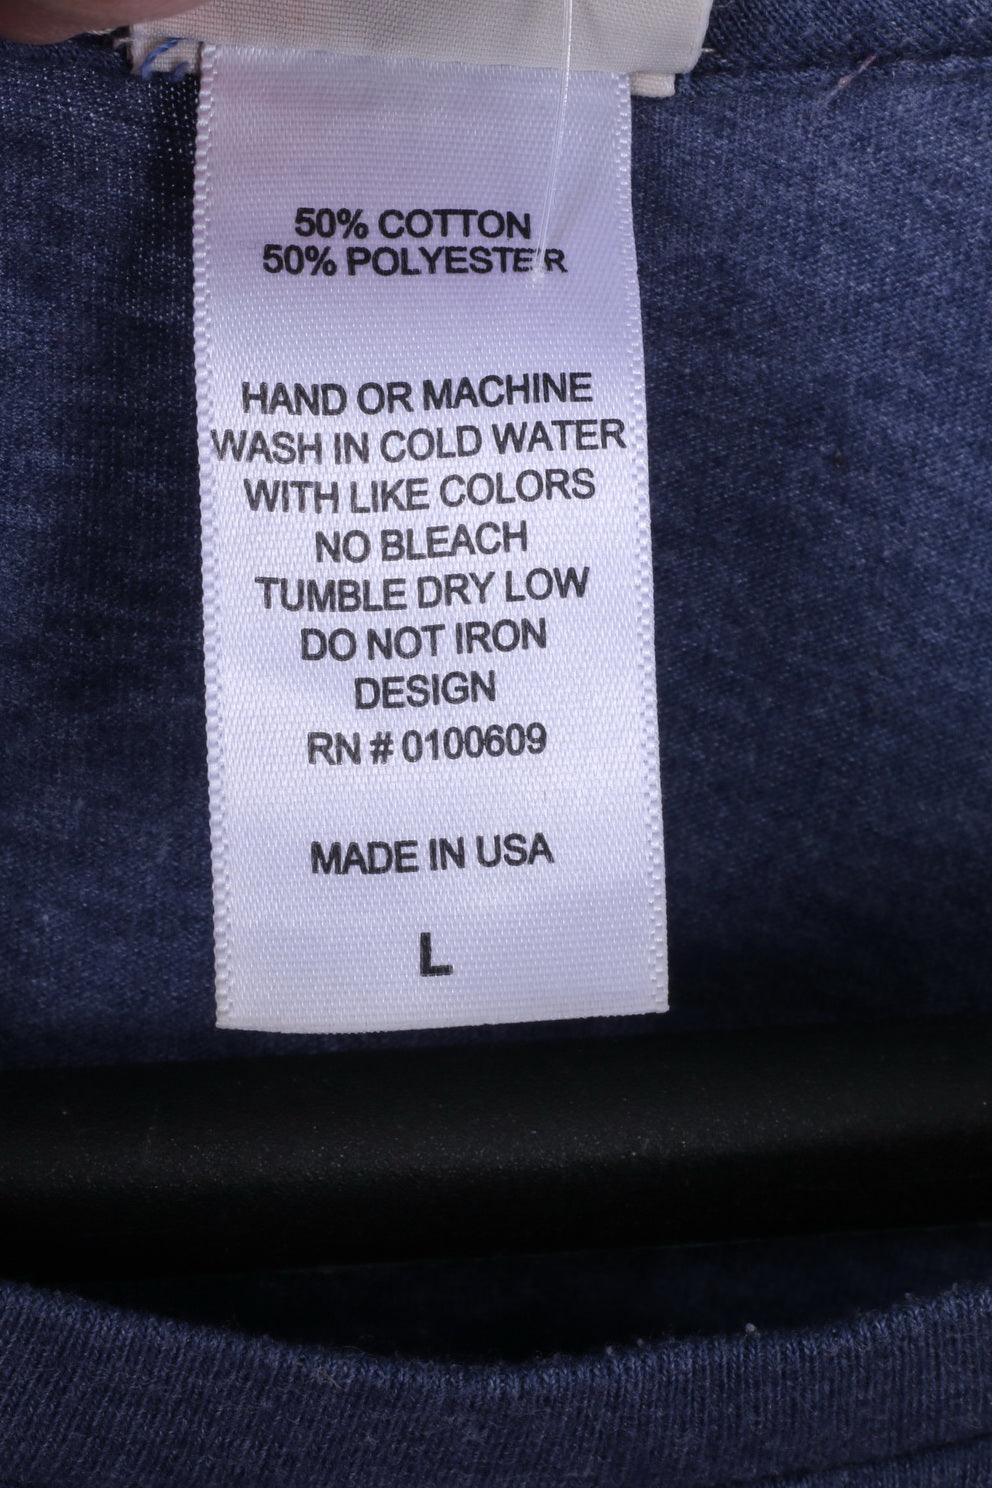 50% COTTON
50% POLYESTER
HAND OR MACHINE
WASH IN COLD WATER
WITH LIKE COLORS
NO BLEACH
TUMBLE DRY LOW
DO NOT IRON
DESIGN
RN # 0100609
MADE IN USA
L